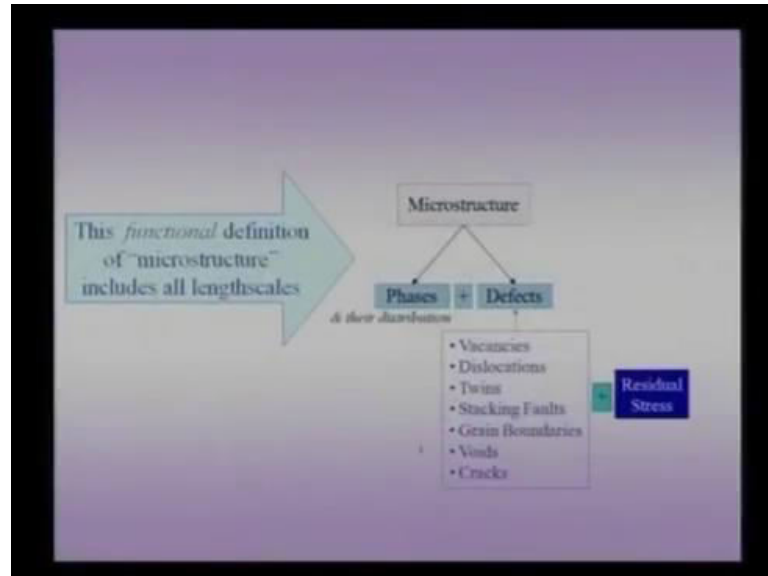 This functional definition
of "microstructure"
includes all lengthscales
Microstructure
Phases + Defects
& their distribution
• Vacancies
• Dislocations
• Twins
• Stacking Faults
• Grain Boundaries
• Voids
• Cracks
+
Residual
Stress